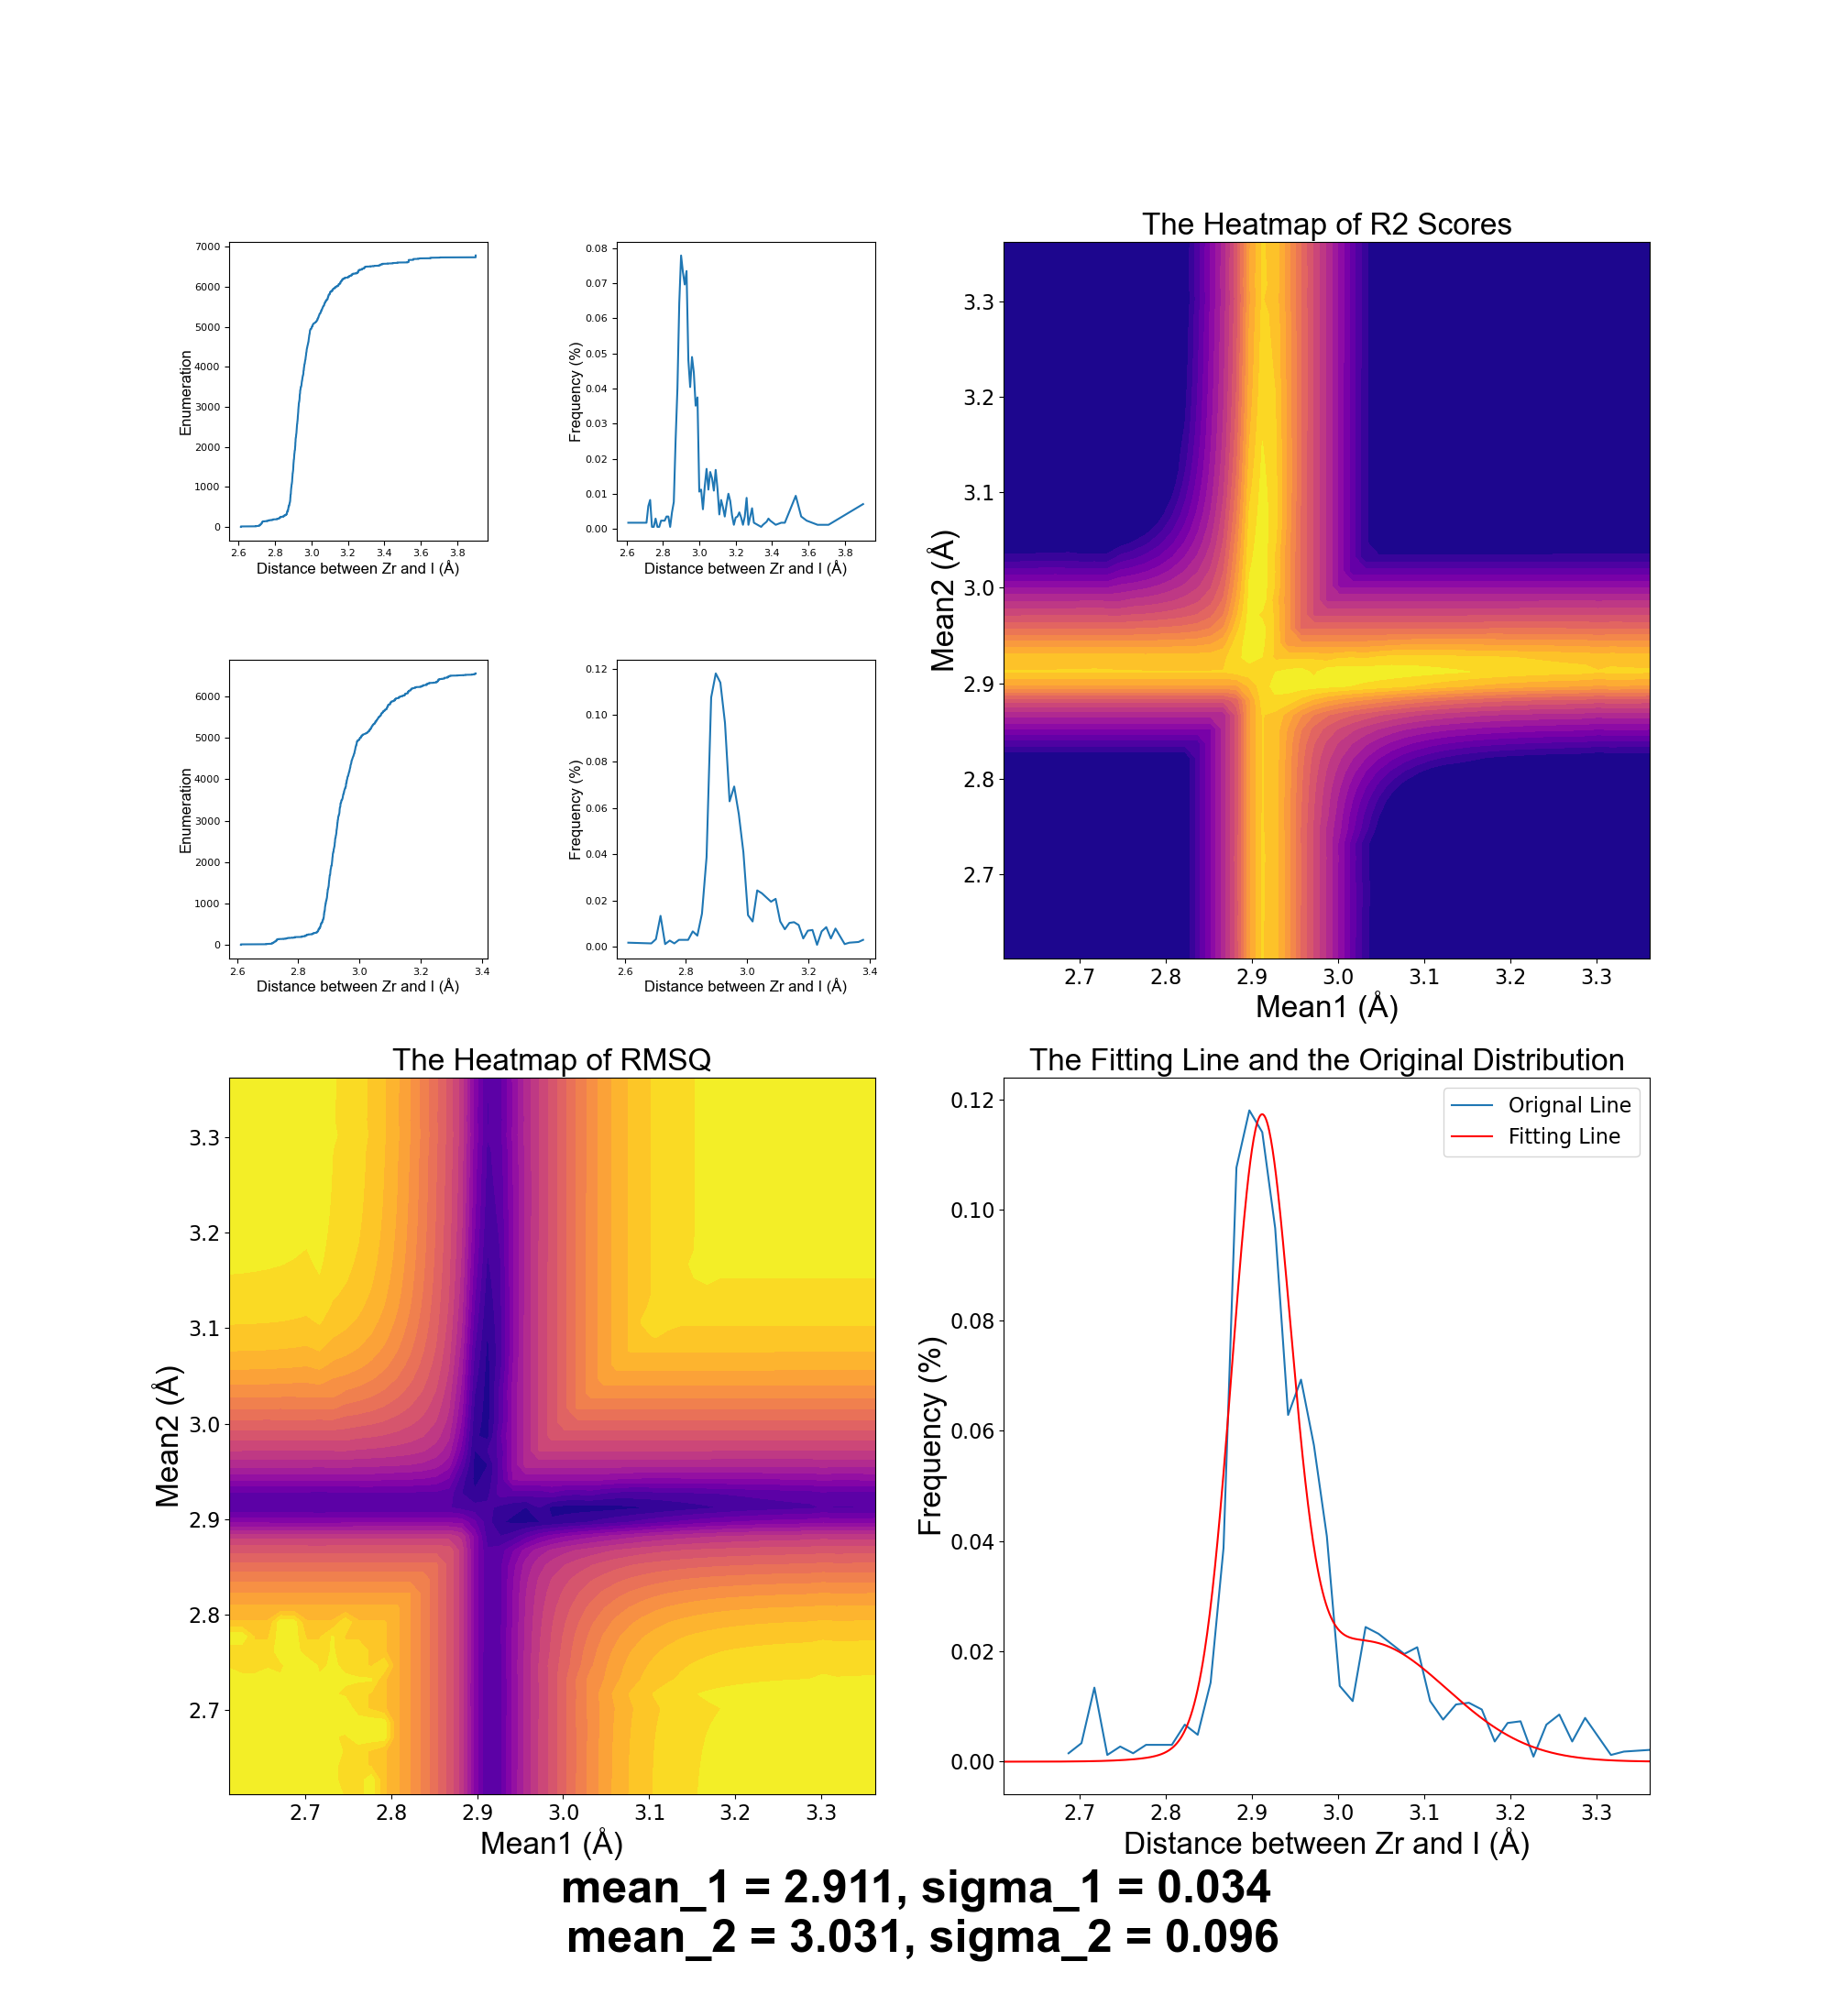 7000
6000
5000
4000
3000
2000
1000
0
Enumeration
2.6 2.8 3.0 3.2 3.4 3.6 3.8
Distance between Zr and I (Å)
0.08
0.07
0.06
0.05
0.04
0.03
0.02
0.01
0.00
Frequency (%)
2.6 2.8 3.0 3.2 3.4 3.6 3.8
Distance between Zr and I (Å)
The Heatmap of R2 Scores
3.3
3.2
3.1
3.0
2.9
2.8
2.7
Mean2 (Å)
2.7 2.8 2.9 3.0 3.1 3.2 3.3
Mean1 (Å)
6000
5000
4000
3000
2000
1000
0
Enumeration
2.6 2.8 3.0 3.2 3.4
Distance between Zr and I (Å)
0.12
0.10
0.08
0.06
0.04
0.02
0.00
Frequency (%)
2.6 2.8 3.0 3.2 3.4
Distance between Zr and I (Å)
The Heatmap of RMSQ
3.3
3.2
3.1
3.0
2.9
2.8
2.7
Mean2 (Å)
2.7 2.8 2.9 3.0 3.1 3.2 3.3
Mean1 (Å)
The Fitting Line and the Original Distribution
Orignal Line
Fitting Line
0.12
0.10
0.08
0.06
0.04
0.02
0.00
Frequency (%)
2.7 2.8 2.9 3.0 3.1 3.2 3.3
Distance between Zr and I (Å)
mean_1 = 2.911, sigma_1 = 0.034
mean_2 = 3.031, sigma_2 = 0.096